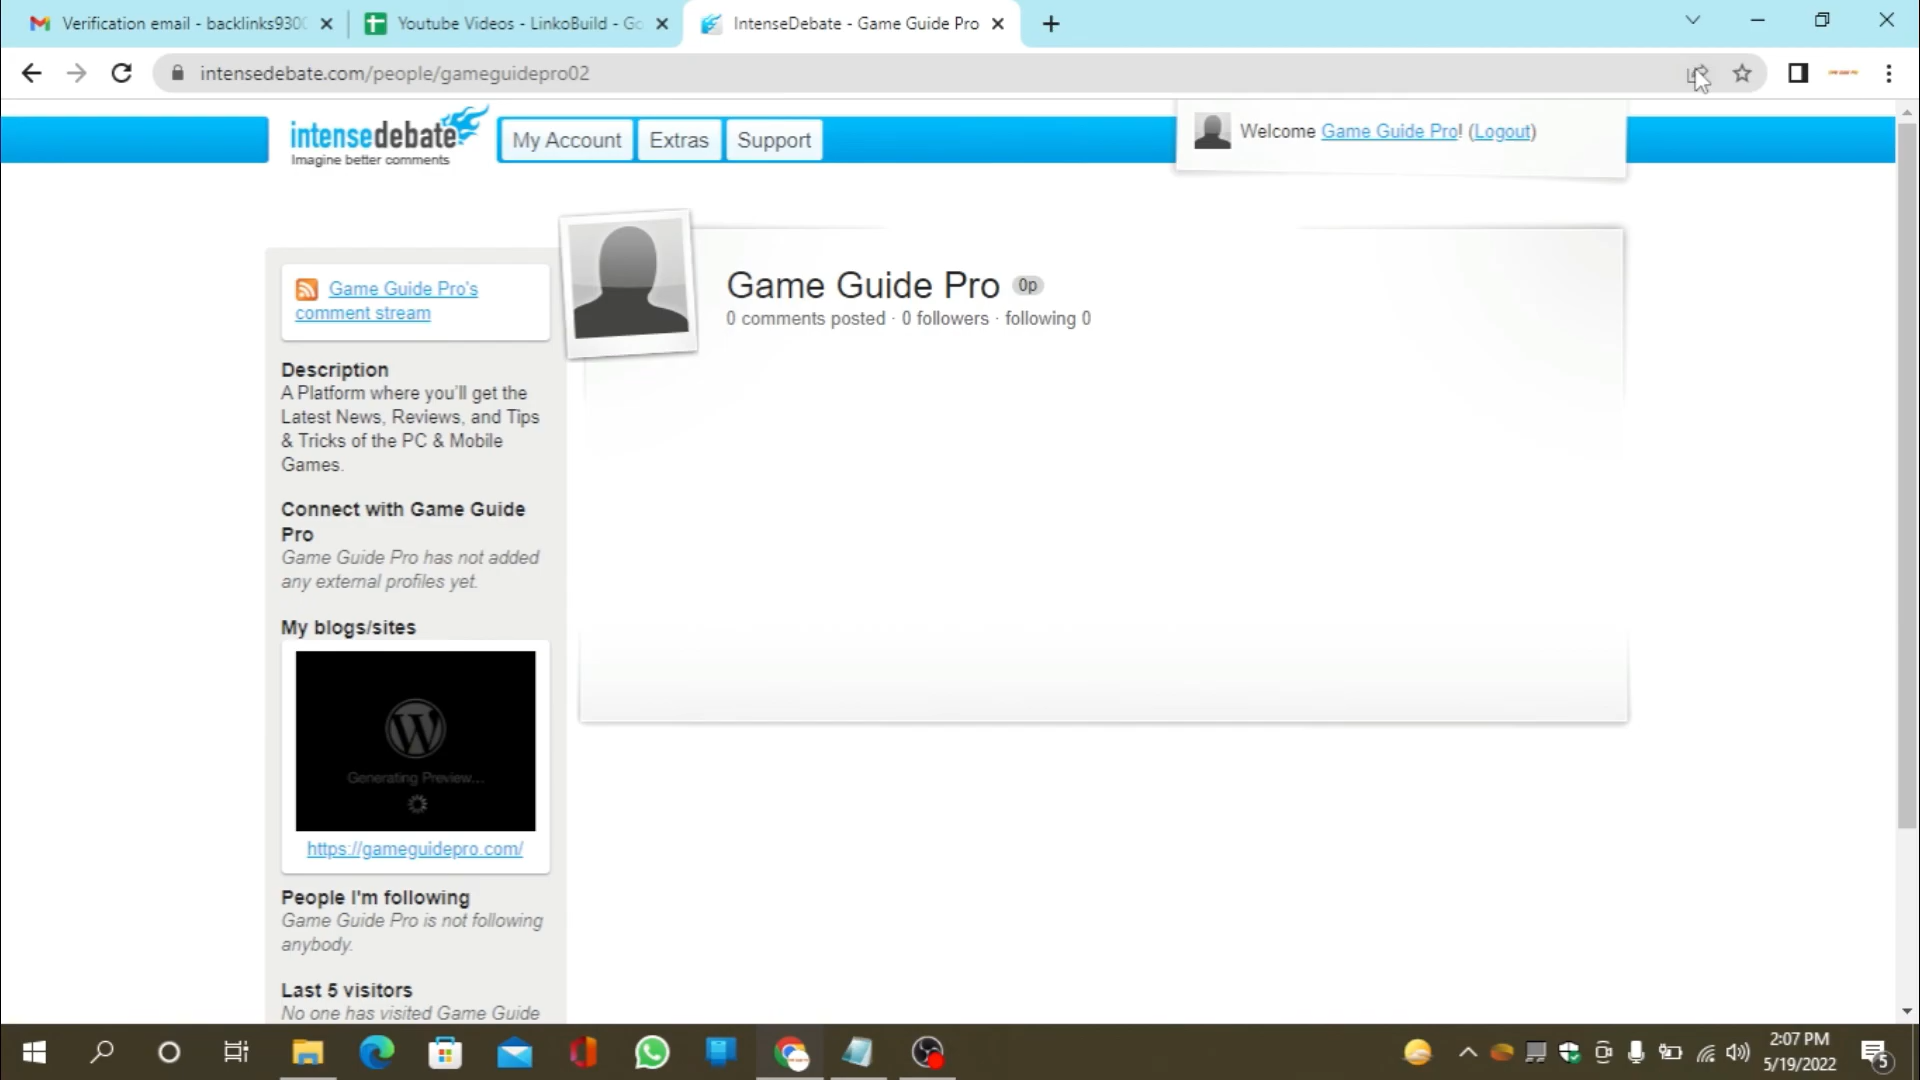 Verification email - backlinks930
Youtube Videos - LinkoBuild - Go
IntenseDebate - Game Guide Pro
intensedebate.com/people/gameguidepro02
intensedebate
Imagine better comments
My Account
Extras
Support
Welcome Game Guide Pro! (Logout)
Game Guide Pro's
comment stream
Game Guide Pro 0p
0 comments posted · 0 followers · following 0
Description
A Platform where you'll get the
Latest News, Reviews, and Tips
& Tricks of the PC & Mobile
Games.
Connect with Game Guide
Pro
Game Guide Pro has not added
any external profiles yet.
My blogs/sites
Generating Preview...
https://gameguidepro.com/
People I'm following
Game Guide Pro is not following
anybody.
Last 5 visitors
No one has visited Game Guide
2:07 PM
5/19/2022
5